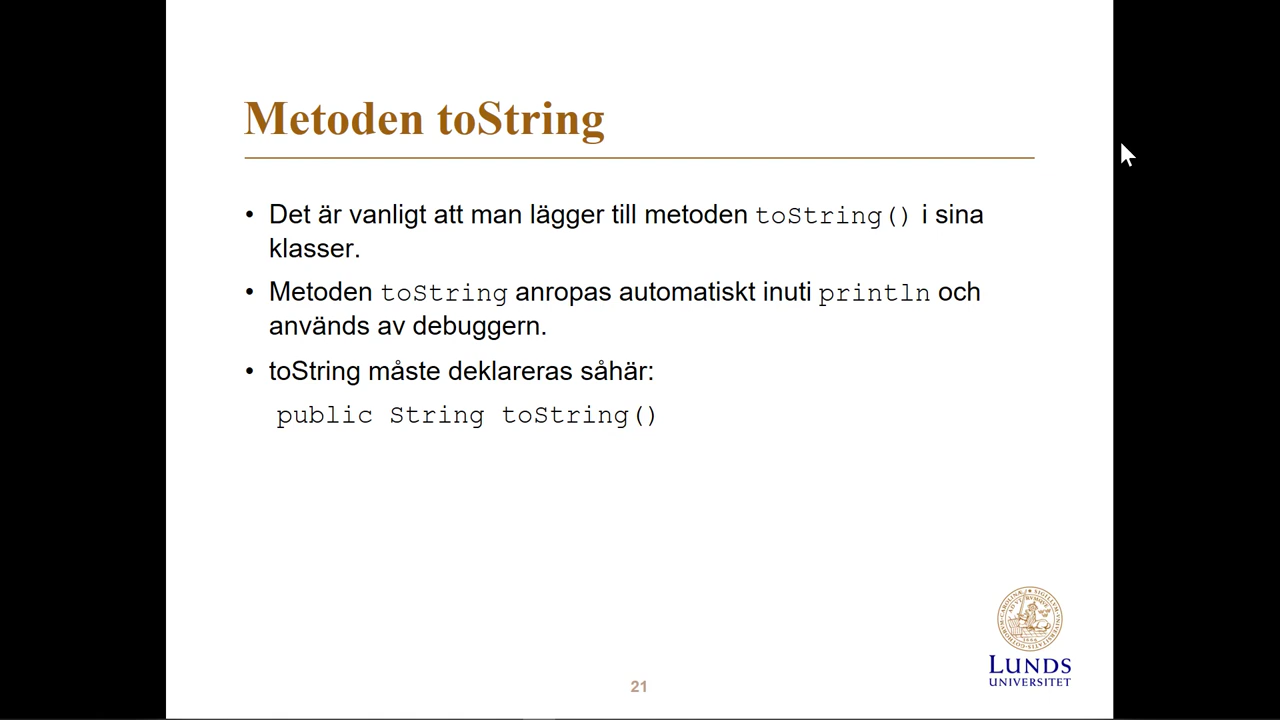 Metoden toString
• Det är vanligt att man lägger till metoden toString() i sina
klasser.
• Metoden toString anropas automatiskt inuti println och
används av debuggern.
• toString måste deklareras såhär:
public String toString()
LUNDS
UNIVERSITET
21